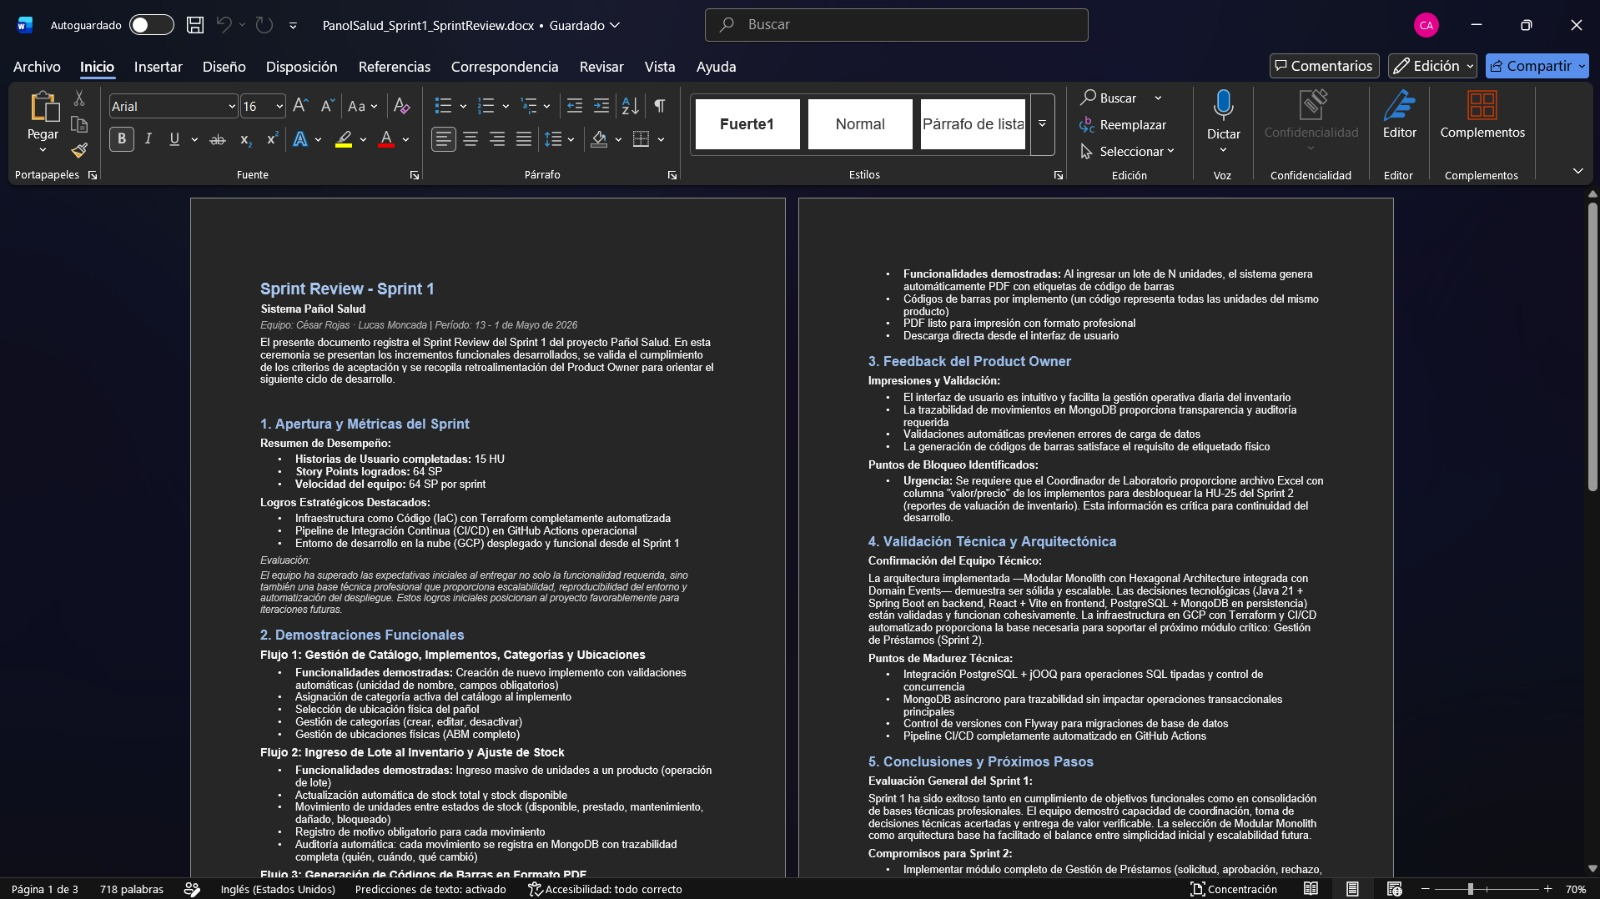 Autoguardado
PanolSalud_Sprint1_SprintReview.docx • Guardado
Buscar
CA
Archivo Inicio Insertar Diseño Disposición Referencias Correspondencia Revisar Vista Ayuda
Comentarios Edición Compartir
Pegar
Portapapeles
Arial 16
Fuente
Párrafo
Fuerte1 Normal Párrafo de lista
Estilos
Buscar
Reemplazar
Seleccionar
Edición
Dictar
Voz
Confidencialidad
Confidencialidad
Editor
Editor
Complementos
Complementos
Sprint Review - Sprint 1
Sistema Pañol Salud
Equipo: César Rojas · Lucas Moncada | Período: 13 - 1 de Mayo de 2026
El presente documento registra el Sprint Review del Sprint 1 del proyecto Pañol Salud. En esta
ceremonia se presentan los incrementos funcionales desarrollados, se valida el cumplimiento
de los criterios de aceptación y se recopila retroalimentación del Product Owner para orientar el
siguiente ciclo de desarrollo.
1. Apertura y Métricas del Sprint
Resumen de Desempeño:
• Historias de Usuario completadas: 15 HU
• Story Points logrados: 64 SP
• Velocidad del equipo: 64 SP por sprint
Logros Estratégicos Destacados:
• Infraestructura como Código (IaC) con Terraform completamente automatizada
• Pipeline de Integración Continua (CI/CD) en GitHub Actions operacional
• Entorno de desarrollo en la nube (GCP) desplegado y funcional desde el Sprint 1
Evaluación:
El equipo ha superado las expectativas iniciales al entregar no solo la funcionalidad requerida, sino
también una base técnica profesional que proporciona escalabilidad, reproducibilidad del entorno y
automatización del despliegue. Estos logros iniciales posicionan al proyecto favorablemente para
iteraciones futuras.
2. Demostraciones Funcionales
Flujo 1: Gestión de Catálogo, Implementos, Categorías y Ubicaciones
• Funcionalidades demostradas: Creación de nuevo implemento con validaciones
automáticas (unicidad de nombre, campos obligatorios)
• Asignación de categoría activa del catálogo al implemento
• Selección de ubicación física del pañol
• Gestión de categorías (crear, editar, desactivar)
• Gestión de ubicaciones físicas (ABM completo)
Flujo 2: Ingreso de Lote al Inventario y Ajuste de Stock
• Funcionalidades demostradas: Ingreso masivo de unidades a un producto (operación
de lote)
• Actualización automática de stock total y stock disponible
• Movimiento de unidades entre estados de stock (disponible, prestado, mantenimiento,
dañado, bloqueado)
• Registro de motivo obligatorio para cada movimiento
• Auditoría automática: cada movimiento se registra en MongoDB con trazabilidad
completa (quién, cuándo, qué cambió)
Flujo 3: Generación de Códigos de Barras en Formato PDF
• Funcionalidades demostradas: Al ingresar un lote de N unidades, el sistema genera
automáticamente PDF con etiquetas de código de barras
• Códigos de barras por implemento (un código representa todas las unidades del mismo
producto)
• PDF listo para impresión con formato profesional
• Descarga directa desde el interfaz de usuario
3. Feedback del Product Owner
Impresiones y Validación:
• El interfaz de usuario es intuitivo y facilita la gestión operativa diaria del inventario
• La trazabilidad de movimientos en MongoDB proporciona transparencia y auditoría
requerida
• Validaciones automáticas previenen errores de carga de datos
• La generación de códigos de barras satisface el requisito de etiquetado físico
Puntos de Bloqueo Identificados:
• Urgencia: Se requiere que el Coordinador de Laboratorio proporcione archivo Excel con
columna "valor/precio" de los implementos para desbloquear la HU-25 del Sprint 2
(reportes de valuación de inventario). Esta información es crítica para continuidad del
desarrollo.
4. Validación Técnica y Arquitectónica
Confirmación del Equipo Técnico:
La arquitectura implementada —Modular Monolith con Hexagonal Architecture integrada con
Domain Events— demuestra ser sólida y escalable. Las decisiones tecnológicas (Java 21 +
Spring Boot en backend, React + Vite en frontend, PostgreSQL + MongoDB en persistencia)
están validadas y funcionan cohesivamente. La infraestructura en GCP con Terraform y CI/CD
automatizado proporciona la base necesaria para soportar el próximo módulo crítico: Gestión
de Préstamos (Sprint 2).
Puntos de Madurez Técnica:
• Integración PostgreSQL + jOOQ para operaciones SQL tipadas y control de
concurrencia
• MongoDB asíncrono para trazabilidad sin impactar operaciones transaccionales
principales
• Control de versiones con Flyway para migraciones de base de datos
• Pipeline CI/CD completamente automatizado en GitHub Actions
5. Conclusiones y Próximos Pasos
Evaluación General del Sprint 1:
Sprint 1 ha sido exitoso tanto en cumplimiento de objetivos funcionales como en consolidación
de bases técnicas profesionales. El equipo demostró capacidad de coordinación, toma de
decisiones técnicas acertadas y entrega de valor verificable. La selección de Modular Monolith
como arquitectura base ha facilitado el balance entre simplicidad inicial y escalabilidad futura.
Compromisos para Sprint 2:
• Implementar módulo completo de Gestión de Préstamos (solicitud, aprobación, rechazo,
Página 1 de 3 718 palabras Inglés (Estados Unidos) Predicciones de texto: activado Accesibilidad: todo correcto Concentración 70%